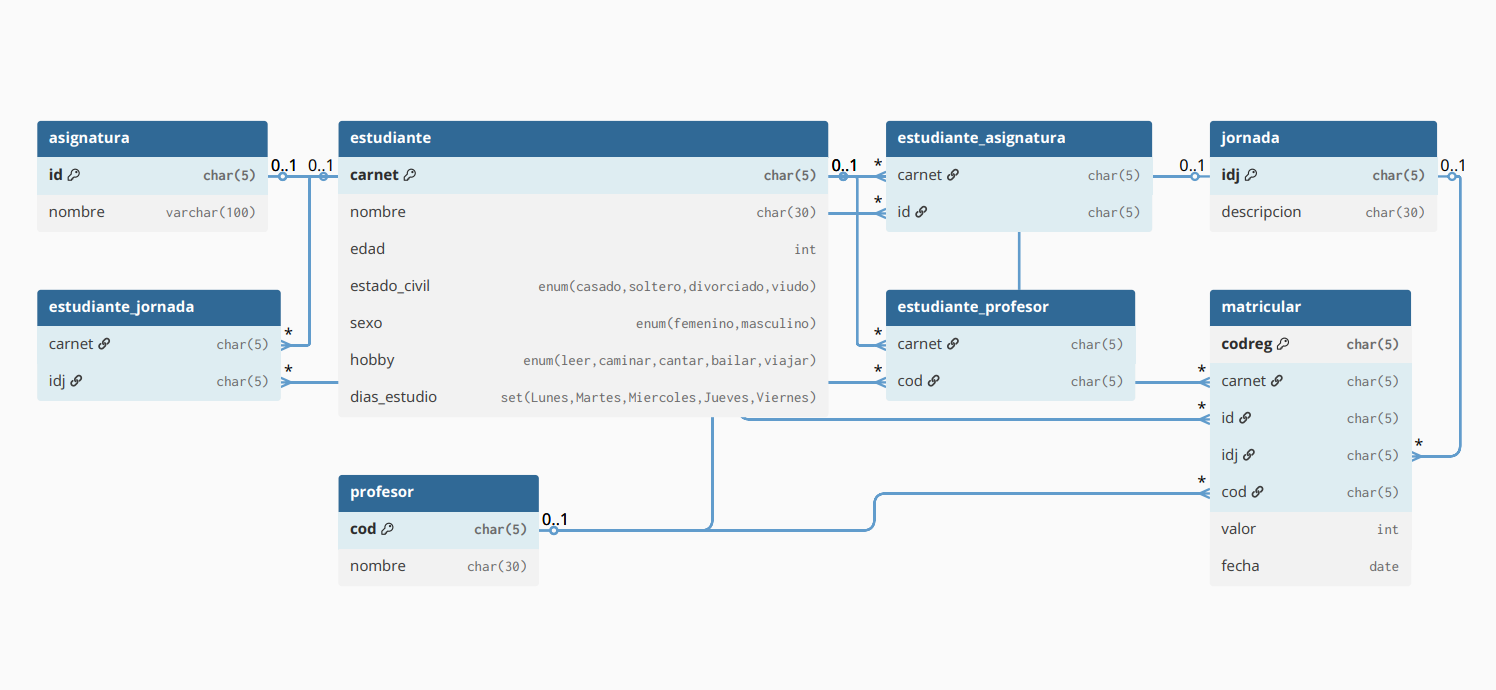 asignatura
id char(5)
nombre varchar(100)
0..1
0..1
estudiante
carnet char(5)
nombre char(30)
edad int
estado_civil enum(casado,soltero,divorciado,viudo)
sexo enum(femenino,masculino)
hobby enum(leer,caminar,cantar,bailar,viajar)
dias_estudio set(Lunes,Martes,Miercoles,Jueves,Viernes)
0..1
*
*
estudiante_asignatura
carnet char(5)
id char(5)
0..1
jornada
idj char(5)
descripcion char(30)
0..1
estudiante_jornada
carnet char(5)
idj char(5)
*
*
*
*
estudiante_profesor
carnet char(5)
cod char(5)
*
*
*
*
matricular
codreg char(5)
carnet char(5)
id char(5)
idj char(5)
cod char(5)
valor int
fecha date
profesor
cod char(5)
nombre char(30)
0..1